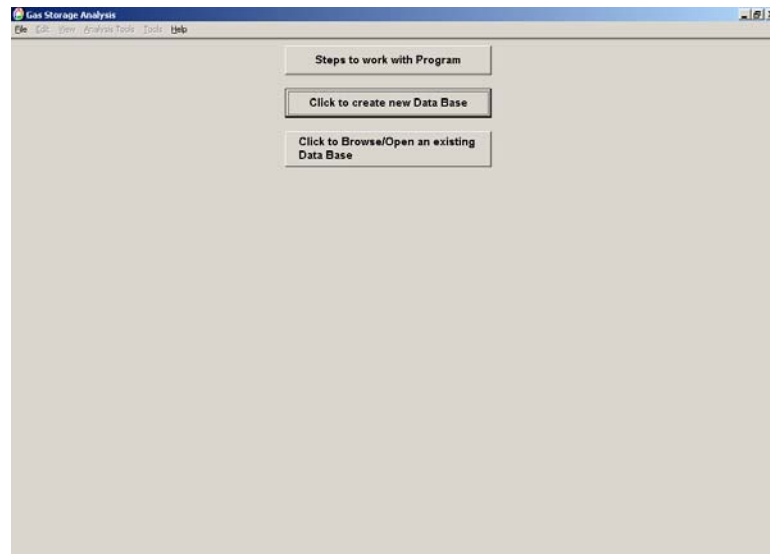 Gas Storage Analysis
File Edit View Analysis Tools Tools Help
Steps to work with Program
Click to create new Data Base
Click to Browse/Open an existing
Data Base